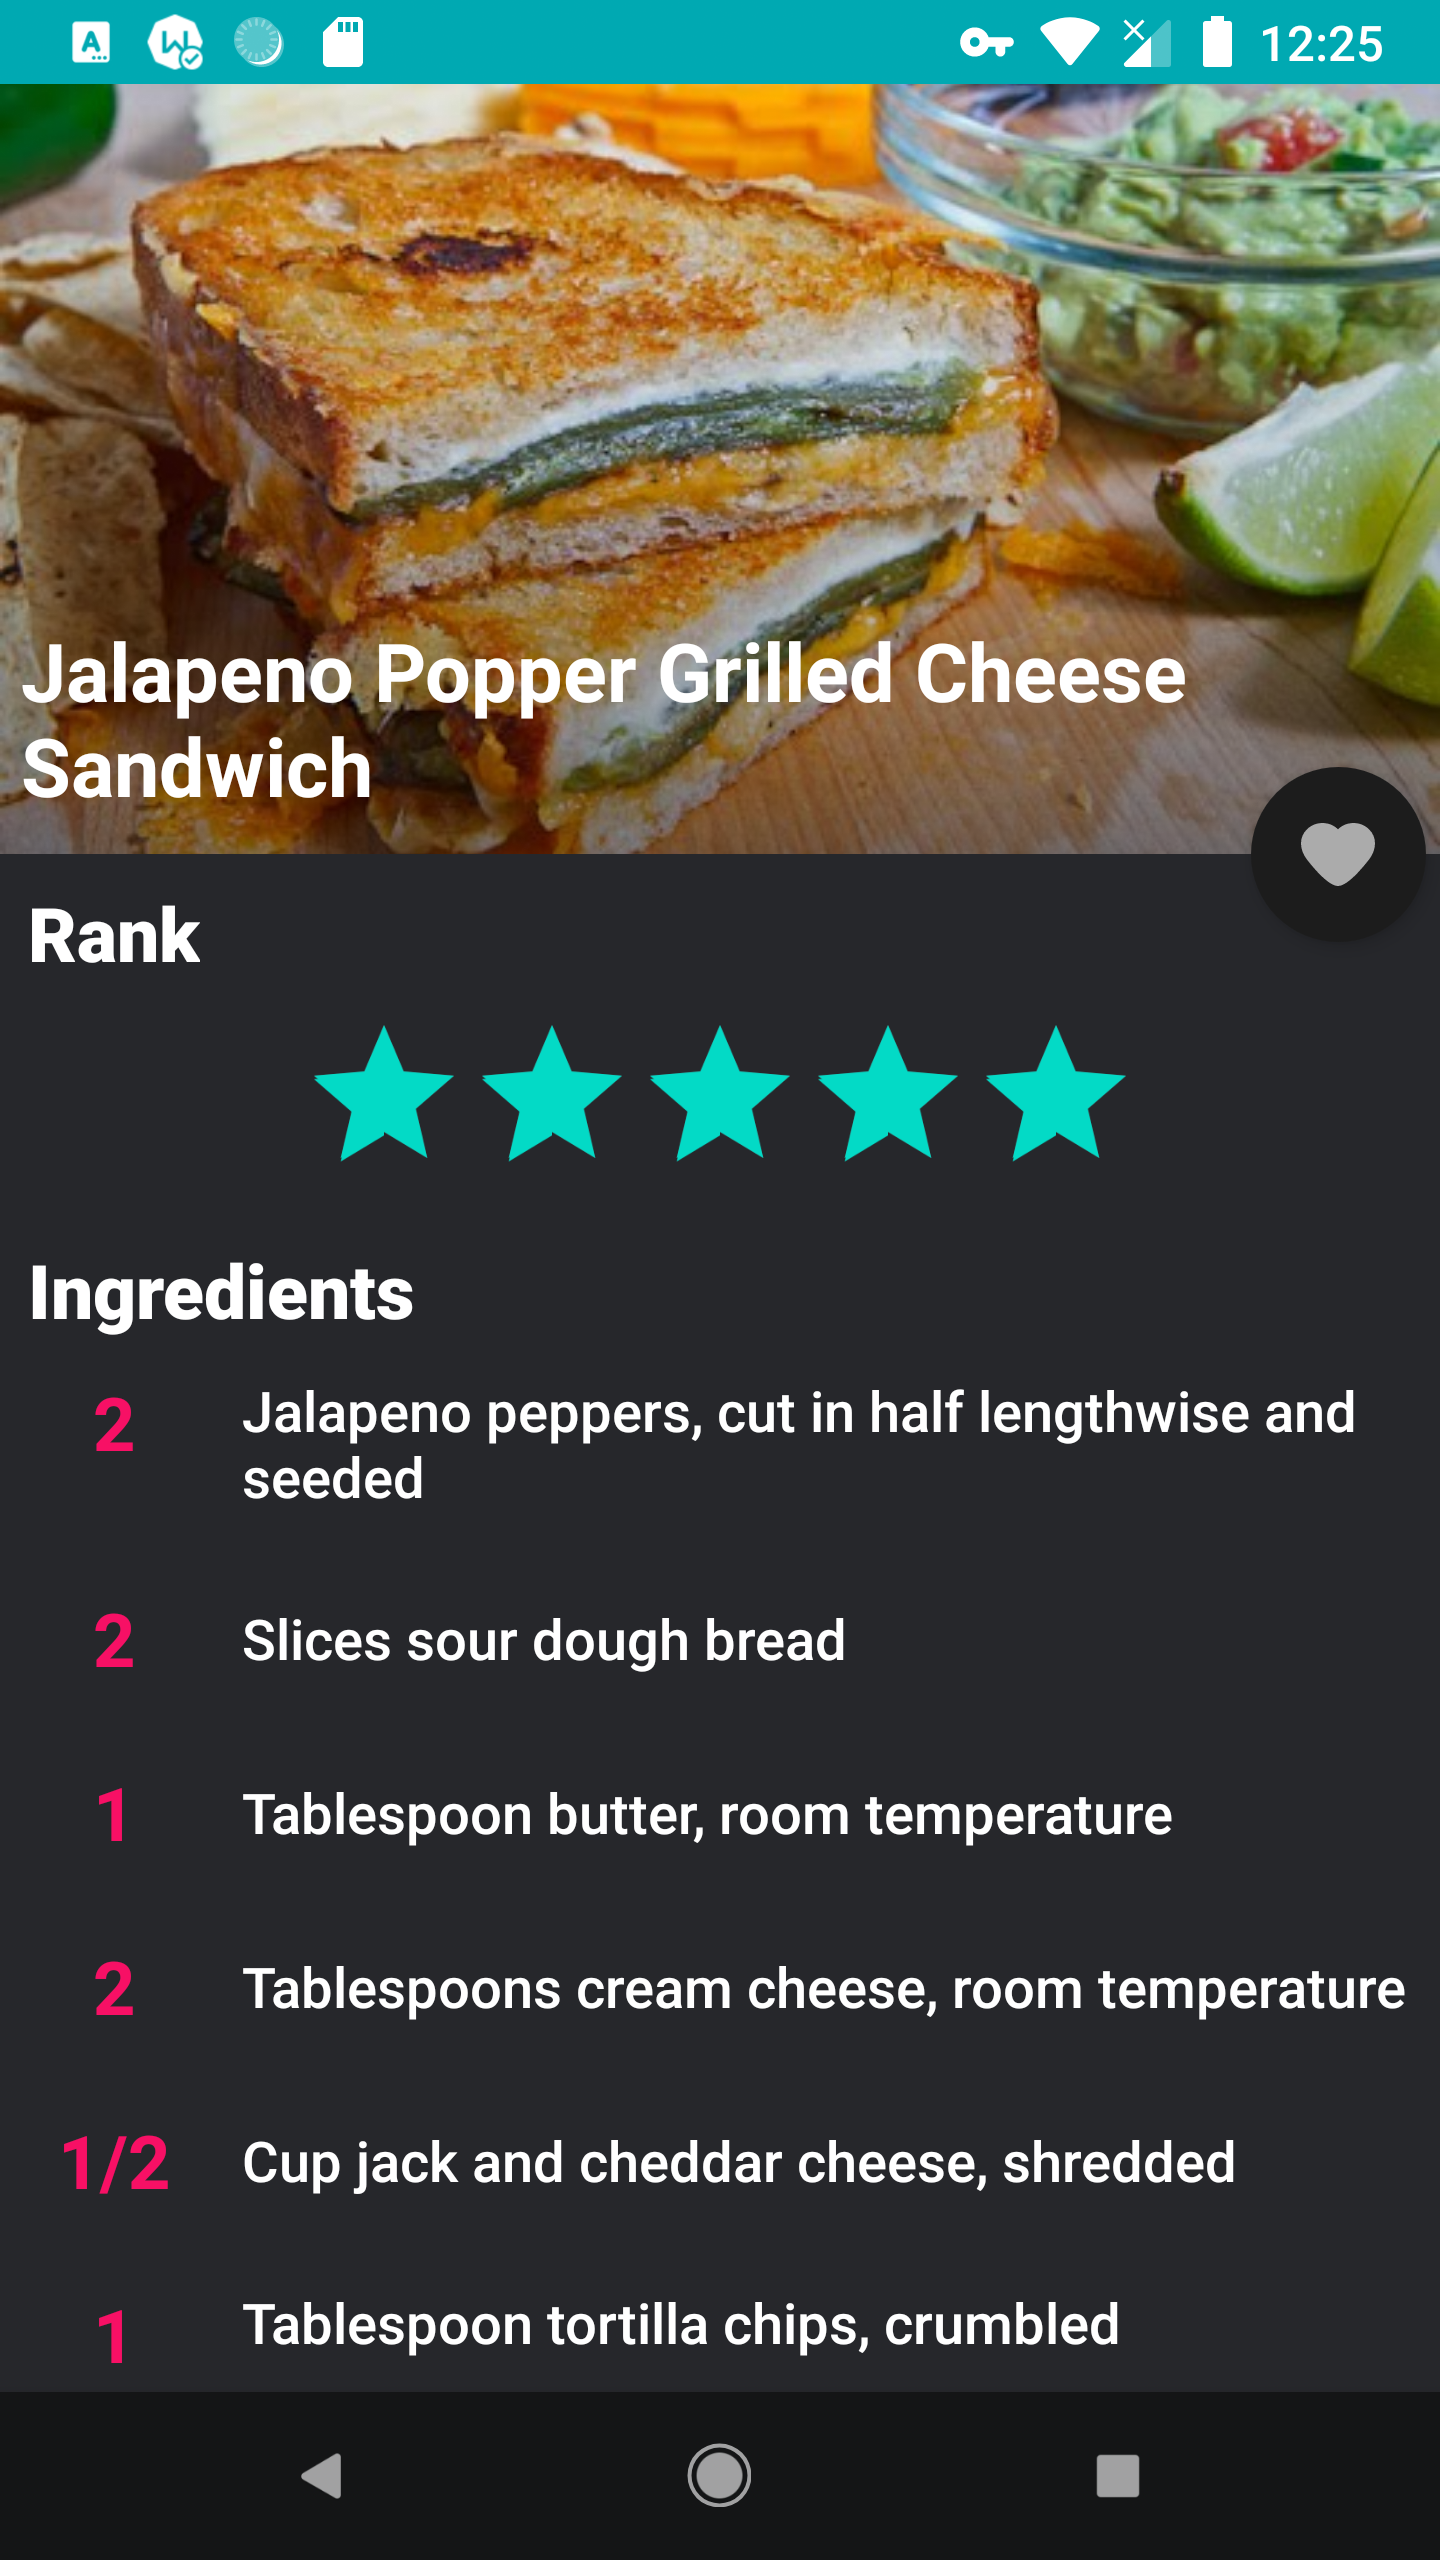 12:25
Jalapeno Popper Grilled Cheese
Sandwich
Rank
Ingredients
2 Jalapeno peppers, cut in half lengthwise and
seeded
2 Slices sour dough bread
1 Tablespoon butter, room temperature
2 Tablespoons cream cheese, room temperature
1/2 Cup jack and cheddar cheese, shredded
1 Tablespoon tortilla chips, crumbled